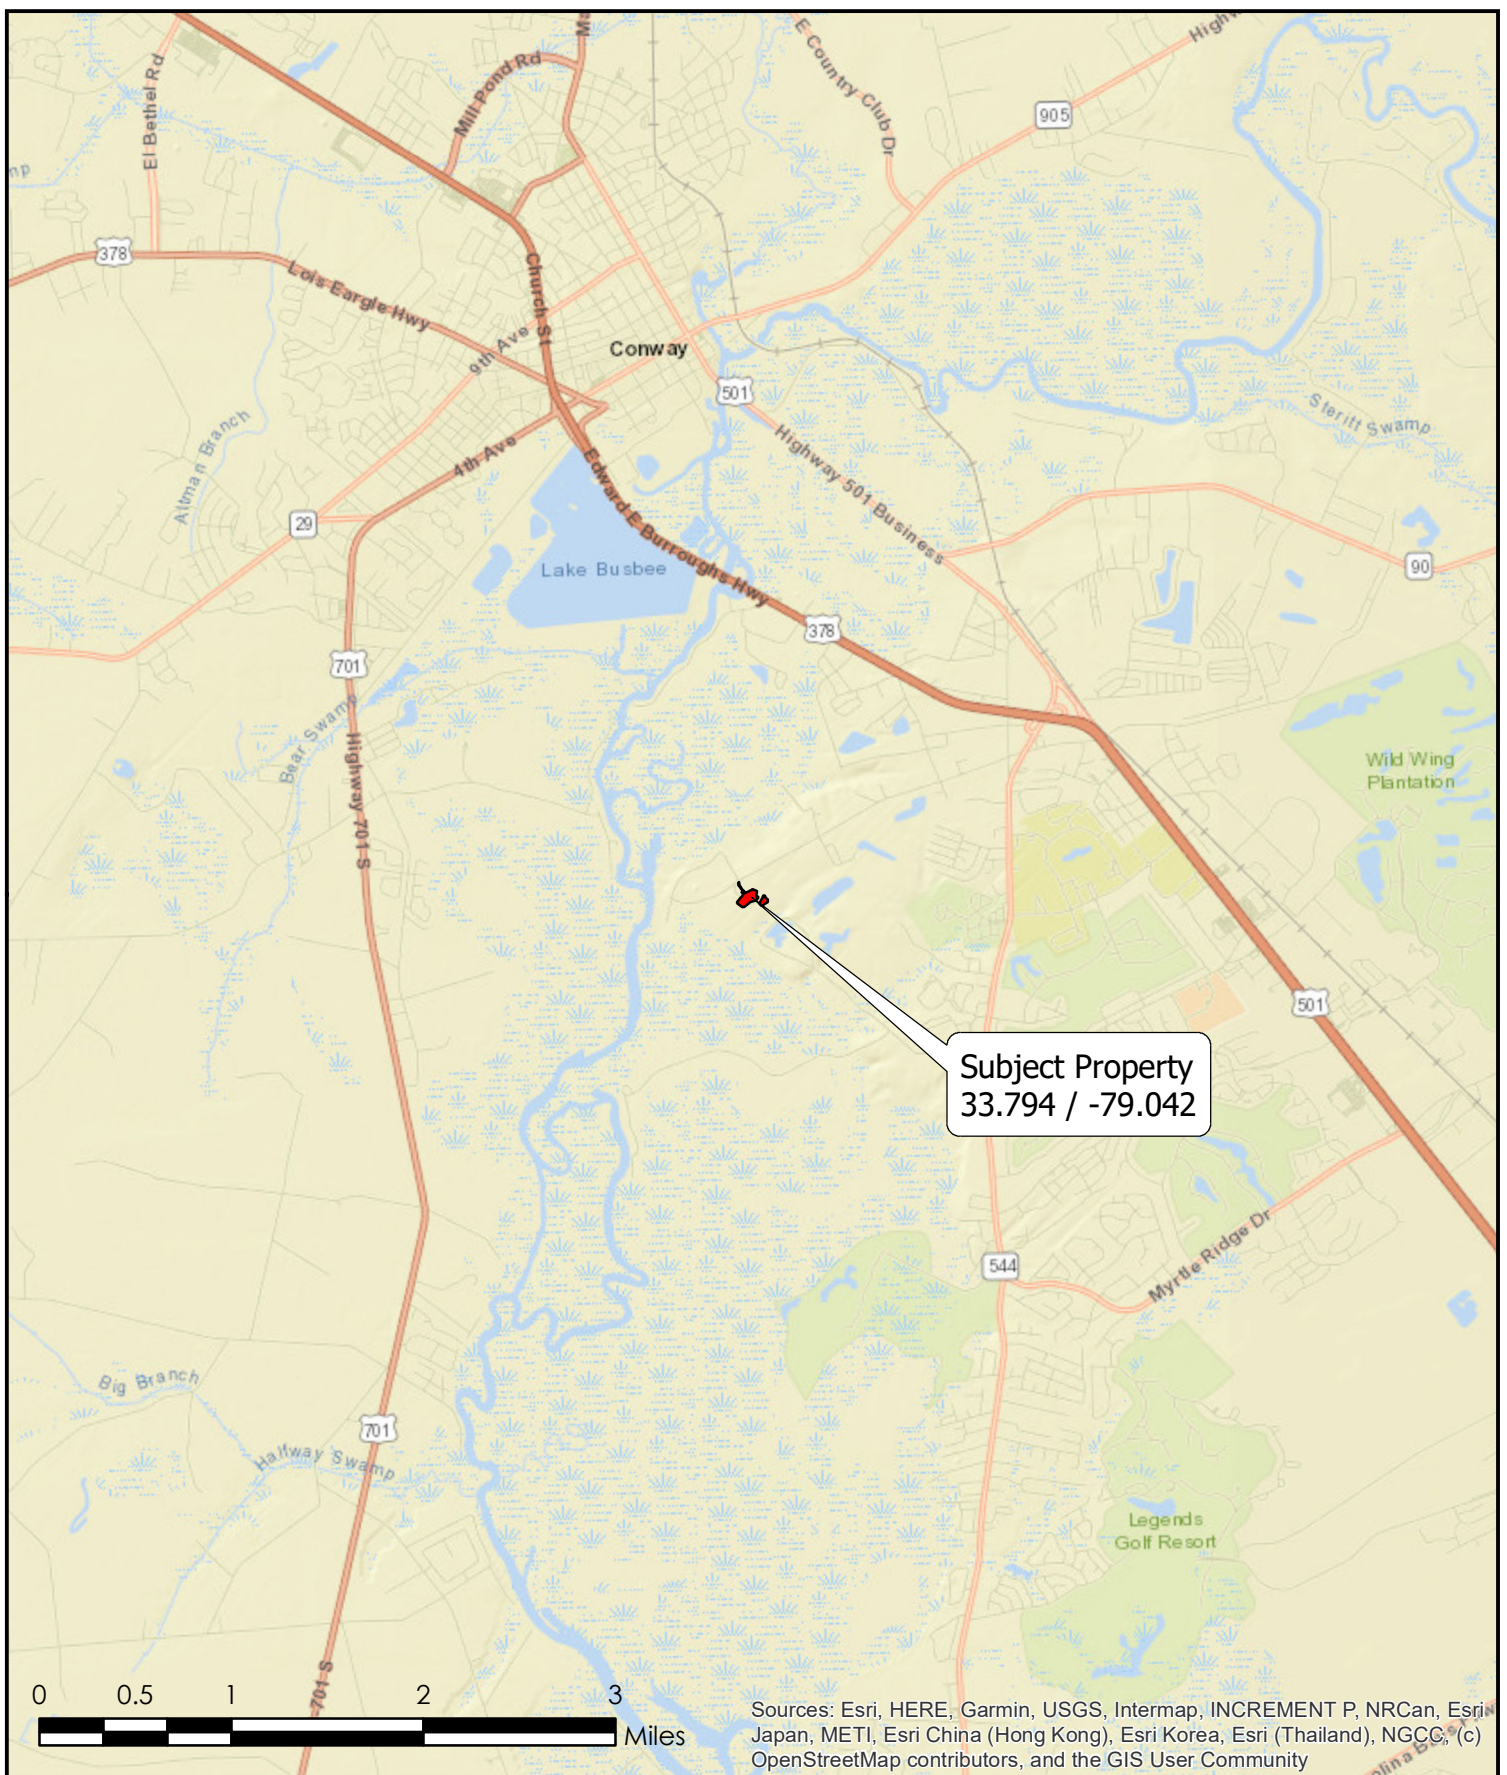 El Bethel Rd
Mill Pond Rd
Ma
E Country Club Dr
High
905
mp
378
Lois Eargle Hwy
Church St
9th Ave
Conway
501
Steritt Swamp
Altman Branch
4th Ave
Edward E Burroughs Hwy
Highway 501 Business
29
Lake Busbee
90
378
701
Bear Swamp
Highway 701 S
Wild Wing
Plantation
501
Subject Property
33.794 / -79.042
544
Myrtle Ridge Dr
Big Branch
701
Halfway Swamp
Legends
Golf Resort
701 S
0 0.5 1 2 3
Miles
Sources: Esri, HERE, Garmin, USGS, Intermap, INCREMENT P, NRCan, Esri
Japan, METI, Esri China (Hong Kong), Esri Korea, Esri (Thailand), NGCC, (c)
OpenStreetMap contributors, and the GIS User Community